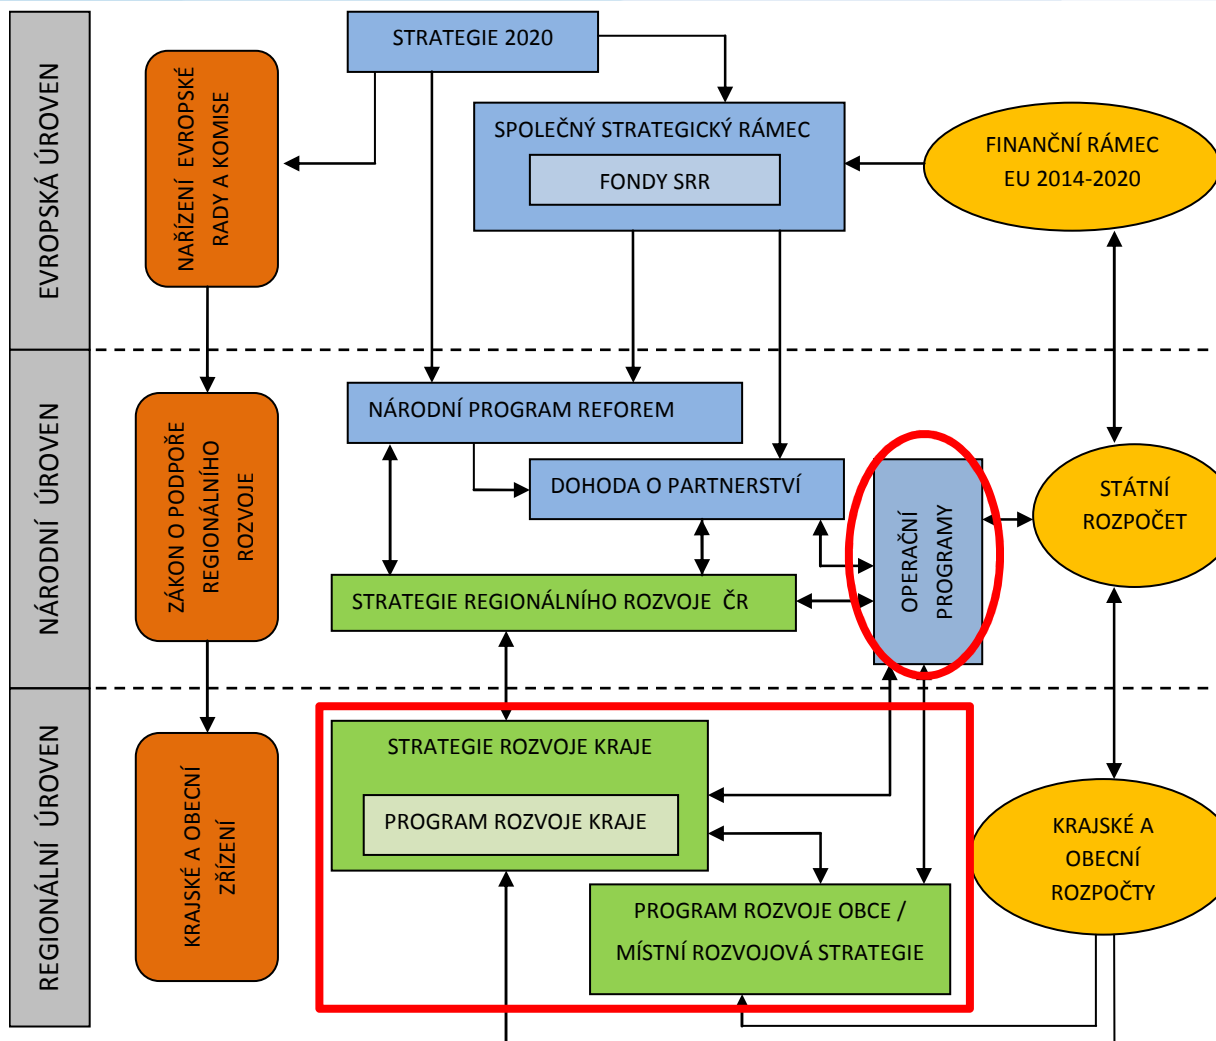 EVROPSKÁ ÚROVEN
NAŘÍZENÍ EVROPSKÉ
RADY A KOMISE
STRATEGIE 2020
SPOLEČNÝ STRATEGICKÝ RÁMEC
FONDY SRR
FINANČNÍ RÁMEC
EU 2014-2020
NÁRODNÍ ÚROVEN
ZÁKON O PODPOŘE
REGIONÁLNÍHO
ROZVOJE
NÁRODNÍ PROGRAM REFOREM
DOHODA O PARTNERSTVÍ
STRATEGIE REGIONÁLNÍHO ROZVOJE ČR
OPERAČNÍ
PROGRAMY
STÁTNÍ
ROZPOČET
REGIONÁLNÍ ÚROVEN
KRAJSKÉ A OBECNÍ
ZŘÍZENÍ
STRATEGIE ROZVOJE KRAJE
PROGRAM ROZVOJE KRAJE
PROGRAM ROZVOJE OBCE /
MÍSTNÍ ROZVOJOVÁ STRATEGIE
KRAJSKÉ A
OBECNÍ
ROZPOČTY